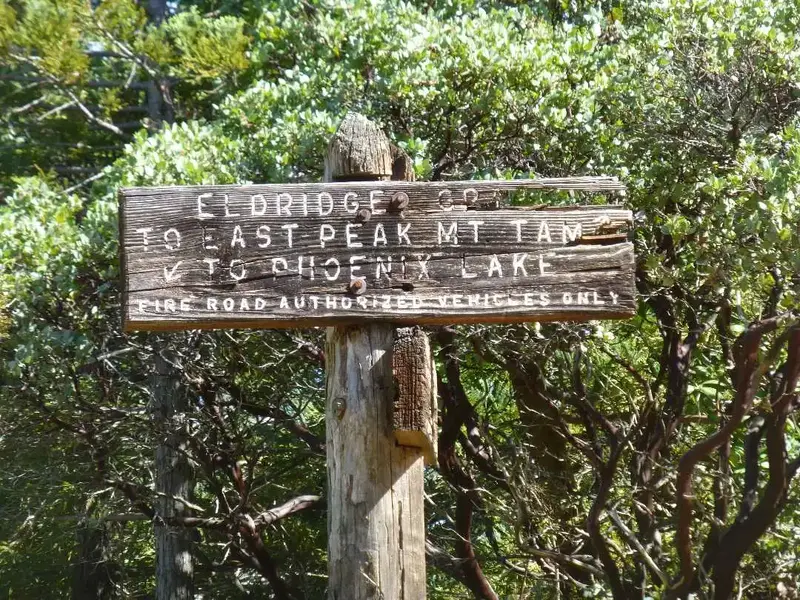 ELDRIDGE GR
TO EAST PEAK MT TAM
↙ TO PHOENIX LAKE
FIRE ROAD AUTHORIZED VEHICLES ONLY